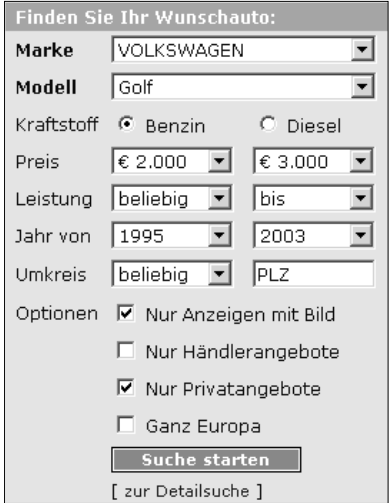 Finden Sie Ihr Wunschauto:
Marke VOLKSWAGEN
Modell Golf
Kraftstoff Benzin Diesel
Preis € 2.000 € 3.000
Leistung beliebig bis
Jahr von 1995 2003
Umkreis beliebig PLZ
Optionen Nur Anzeigen mit Bild
Nur Händlerangebote
Nur Privatangebote
Ganz Europa
Suche starten
[ zur Detailsuche ]